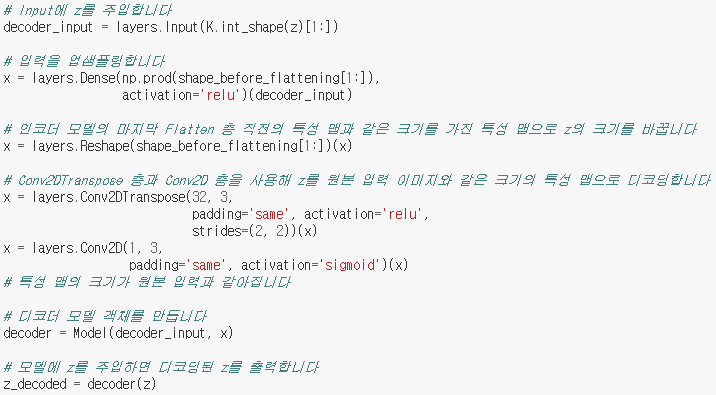 # Input에 z를 주입합니다
decoder_input = layers.Input(K.int_shape(z)[1:])
# 입력을 업샘플링합니다
x = layers.Dense(np.prod(shape_before_flattening[1:]),
activation='relu')(decoder_input)
# 인코더 모델의 마지막 Flatten 층 직전의 특성 맵과 같은 크기를 가진 특성 맵으로 z의 크기를 바꿉니다
x = layers.Reshape(shape_before_flattening[1:])(x)
# Conv2DTranspose 층과 Conv2D 층을 사용해 z를 원본 입력 이미지와 같은 크기의 특성 맵으로 디코딩합니다
x = layers.Conv2DTranspose(32, 3,
padding='same', activation='relu',
strides=(2, 2))(x)
x = layers.Conv2D(1, 3,
padding='same', activation='sigmoid')(x)
# 특성 맵의 크기가 원본 입력과 같아집니다
# 디코더 모델 객체를 만듭니다
decoder = Model(decoder_input, x)
# 모델에 z를 주입하면 디코딩된 z를 출력합니다
z_decoded = decoder(z)